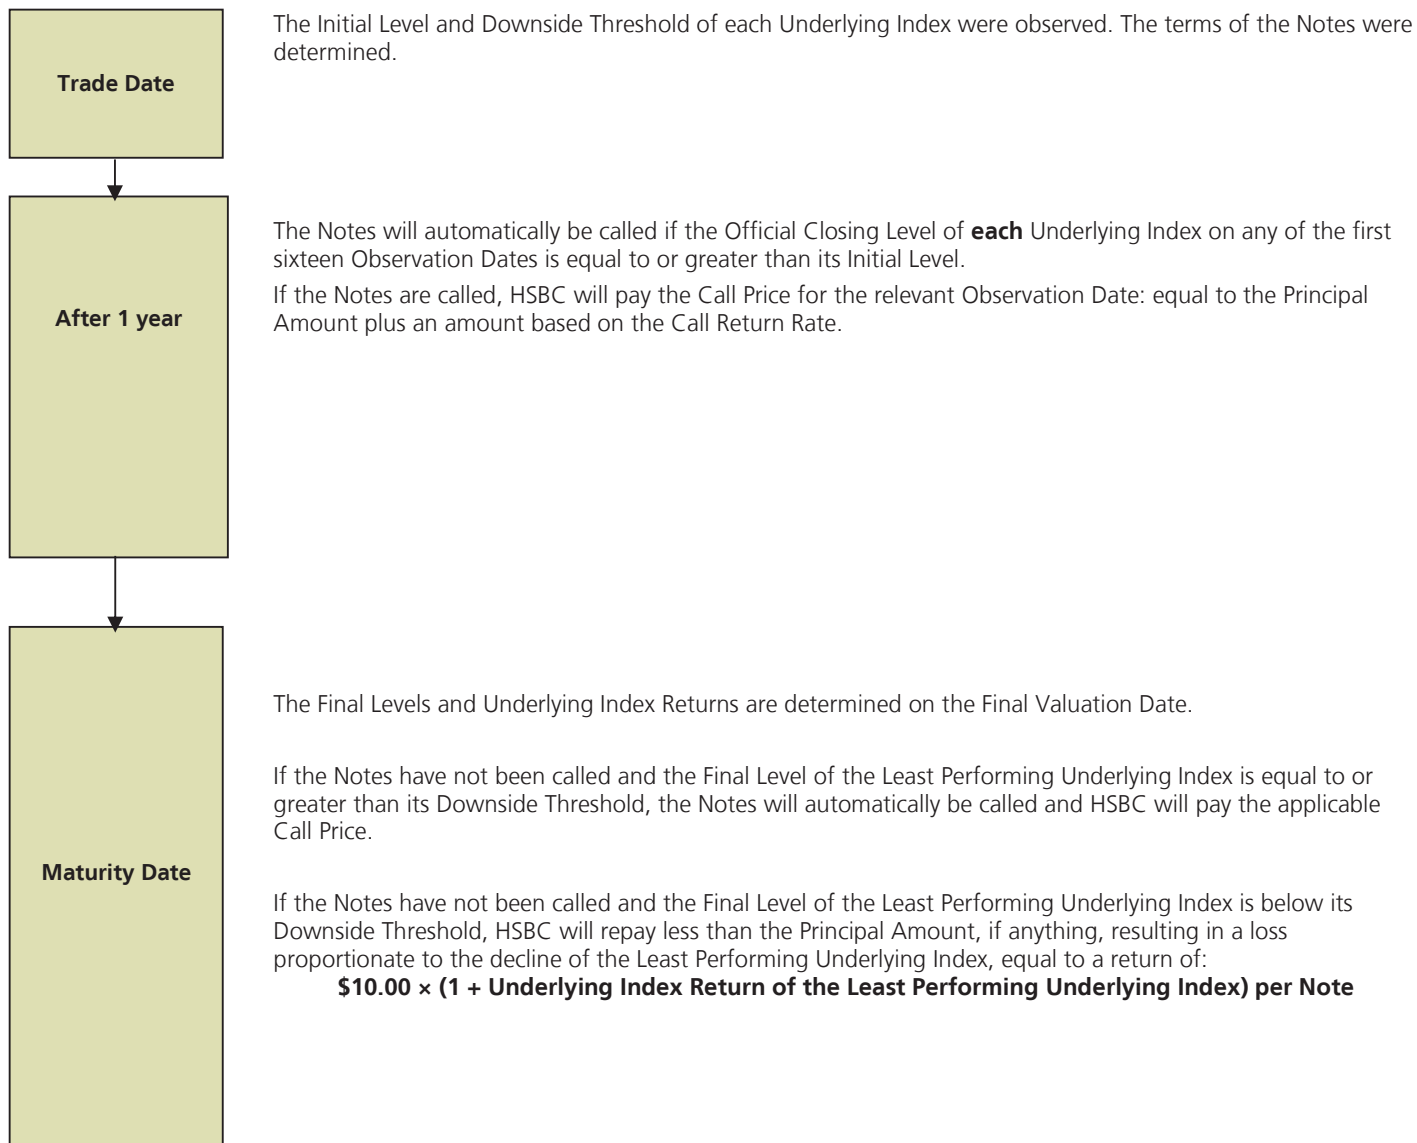 The Initial Level and Downside Threshold of each Underlying Index were observed. The terms of the Notes were
determined.
Trade Date
The Notes will automatically be called if the Official Closing Level of each Underlying Index on any of the first
sixteen Observation Dates is equal to or greater than its Initial Level.
If the Notes are called, HSBC will pay the Call Price for the relevant Observation Date: equal to the Principal
Amount plus an amount based on the Call Return Rate.
After 1 year
The Final Levels and Underlying Index Returns are determined on the Final Valuation Date.
If the Notes have not been called and the Final Level of the Least Performing Underlying Index is equal to or
greater than its Downside Threshold, the Notes will automatically be called and HSBC will pay the applicable
Call Price.
Maturity Date
If the Notes have not been called and the Final Level of the Least Performing Underlying Index is below its
Downside Threshold, HSBC will repay less than the Principal Amount, if anything, resulting in a loss
proportionate to the decline of the Least Performing Underlying Index, equal to a return of:
$10.00 × (1 + Underlying Index Return of the Least Performing Underlying Index) per Note